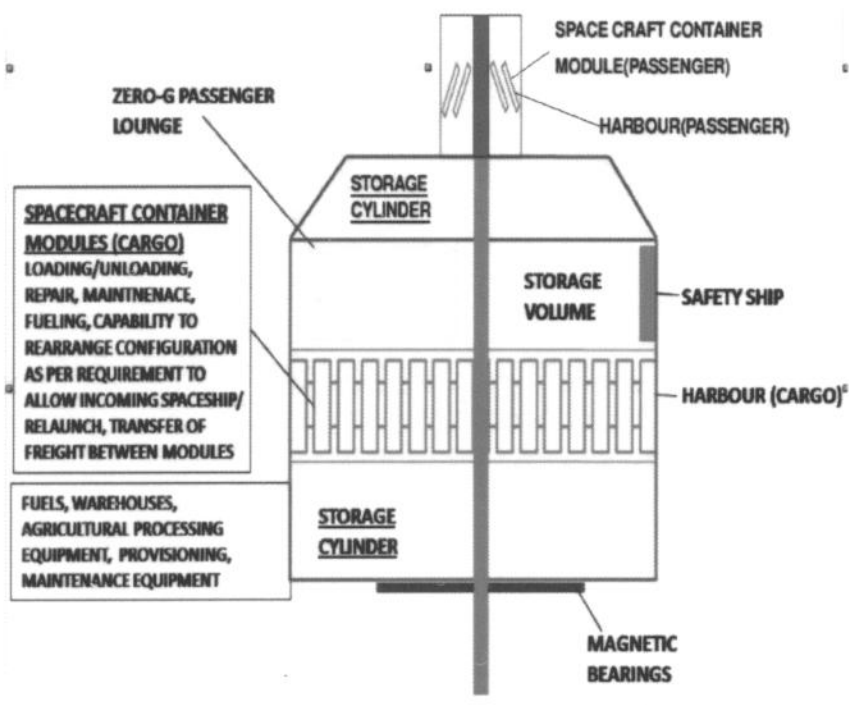 SPACE CRAFT CONTAINER
MODULE(PASSENGER)
HARBOUR(PASSENGER)
ZERO-G PASSENGER
LOUNGE
STORAGE
CYLINDER
SPACECRAFT CONTAINER
MODULES (CARGO)
LOADING/UNLOADING,
REPAIR, MAINTNENACE,
FUELING, CAPABILITY TO
REARRANGE CONFIGURATION
AS PER REQUIREMENT TO
ALLOW INCOMING SPACESHIP/
RELAUNCH, TRANSFER OF
FREIGHT BETWEEN MODULES
STORAGE
VOLUME
SAFETY SHIP
HARBOUR (CARGO)
FUELS, WAREHOUSES,
AGRICULTURAL PROCESSING
EQUIPMENT, PROVISIONING,
MAINTENANCE EQUIPMENT
STORAGE
CYLINDER
MAGNETIC
BEARINGS